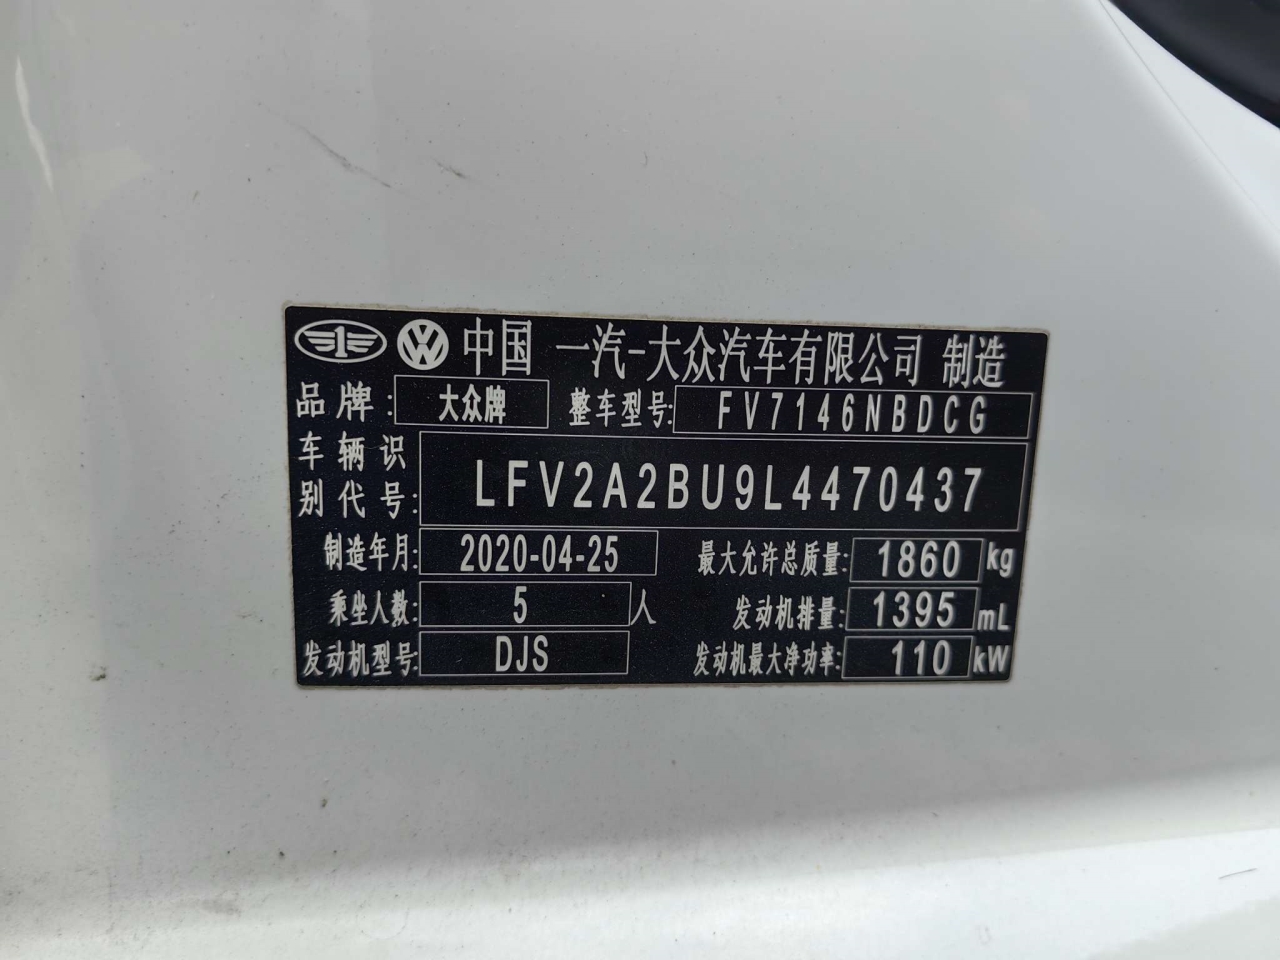 中国 一汽-大众汽车有限公司 制造
品牌: 大众牌 整车型号: FV7146NBDCG
车辆识别代号: LFV2A2BU9L4470437
制造年月: 2020-04-25 最大允许总质量: 1860 kg
乘坐人数: 5 人 发动机排量: 1395 mL
发动机型号: DJS 发动机最大净功率: 110 kW